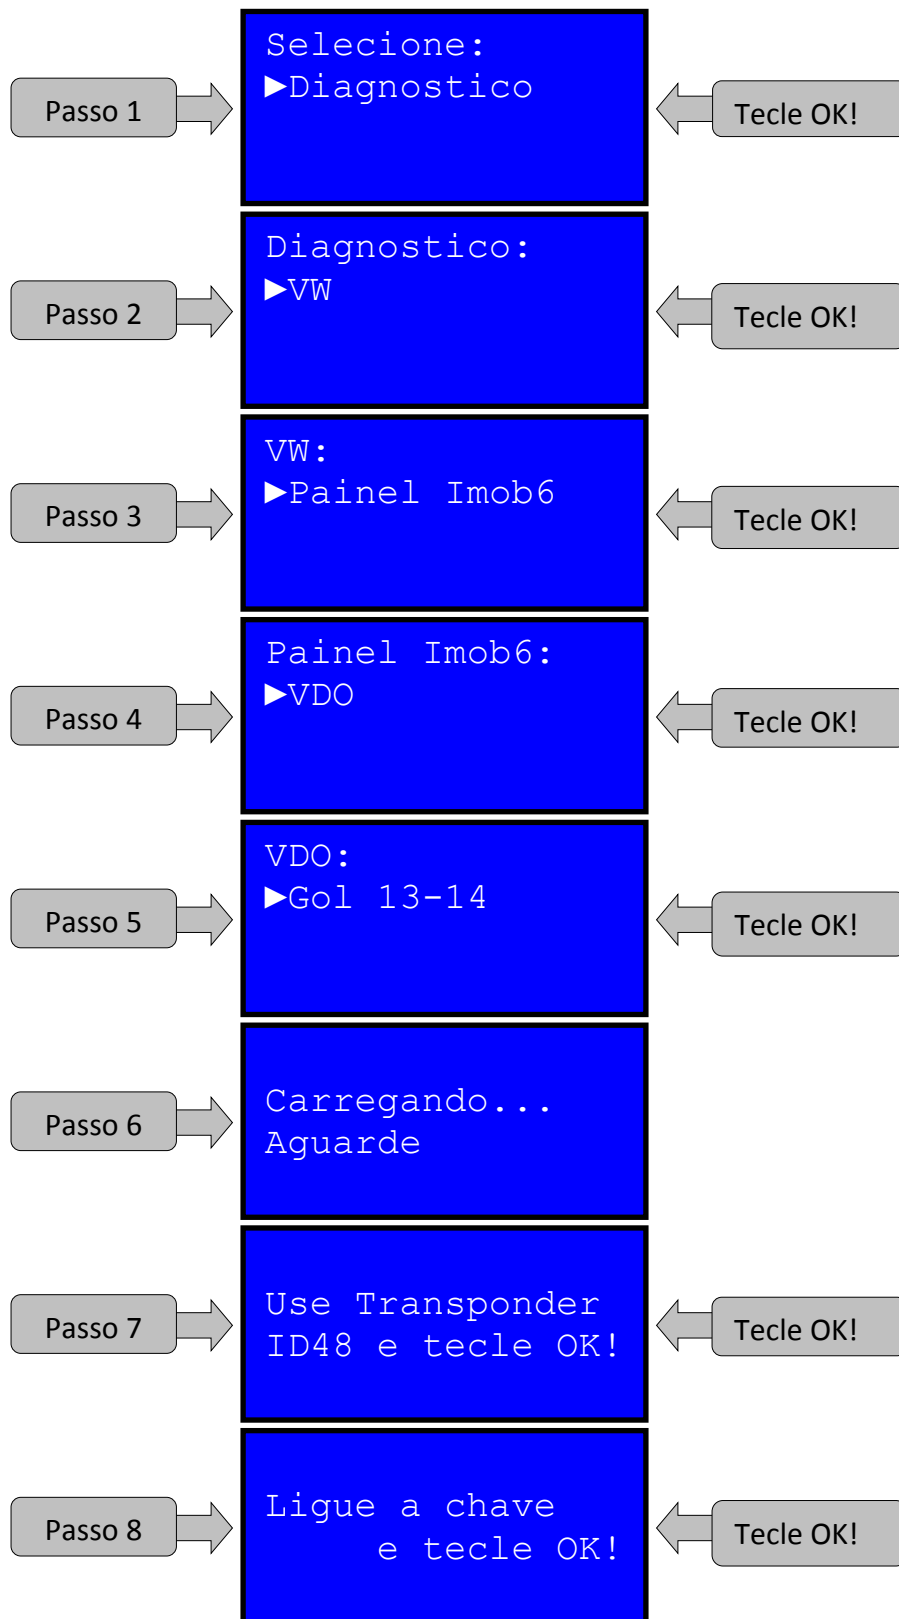 Passo 1
Selecione:
►Diagnostico
Tecle OK!
Passo 2
Diagnostico:
►VW
Tecle OK!
Passo 3
VW:
►Painel Imob6
Tecle OK!
Passo 4
Painel Imob6:
►VDO
Tecle OK!
Passo 5
VDO:
►Gol 13-14
Tecle OK!
Passo 6
Carregando...
Aguarde
Passo 7
Use Transponder
ID48 e tecle OK!
Tecle OK!
Passo 8
Ligue a chave
e tecle OK!
Tecle OK!